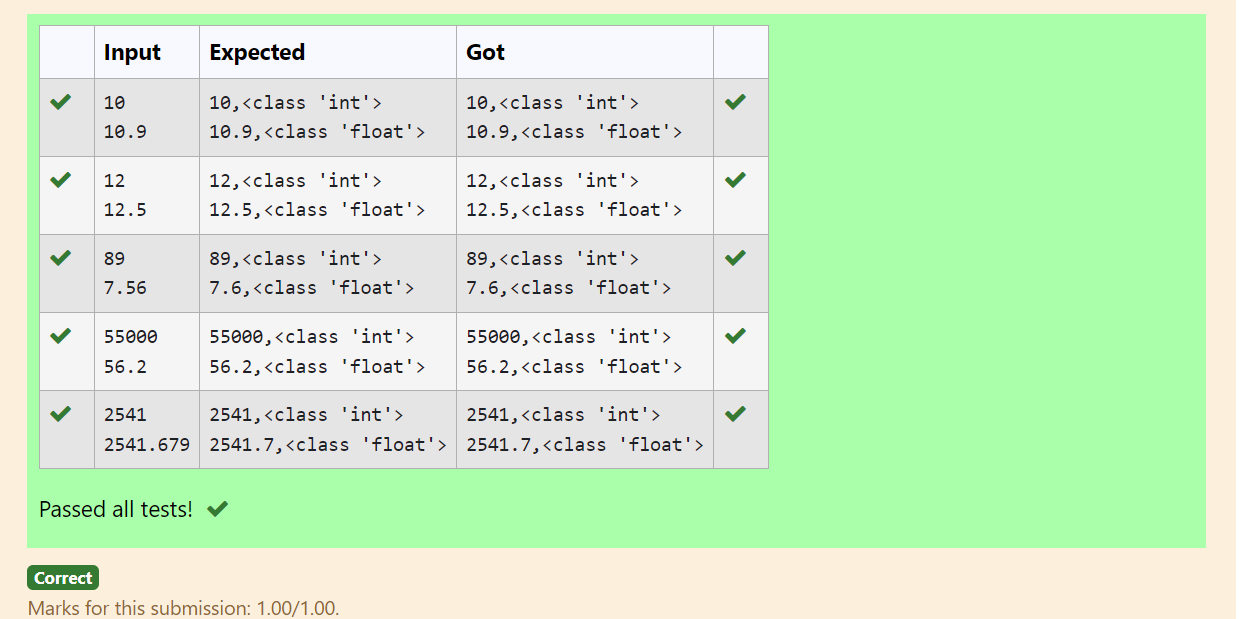 Input Expected Got
10 10,<class 'int'> 10,<class 'int'>
10.9 10.9,<class 'float'> 10.9,<class 'float'>
12 12,<class 'int'> 12,<class 'int'>
12.5 12.5,<class 'float'> 12.5,<class 'float'>
89 89,<class 'int'> 89,<class 'int'>
7.56 7.6,<class 'float'> 7.6,<class 'float'>
55000 55000,<class 'int'> 55000,<class 'int'>
56.2 56.2,<class 'float'> 56.2,<class 'float'>
2541 2541,<class 'int'> 2541,<class 'int'>
2541.679 2541.7,<class 'float'> 2541.7,<class 'float'>
Passed all tests!
Correct
Marks for this submission: 1.00/1.00.